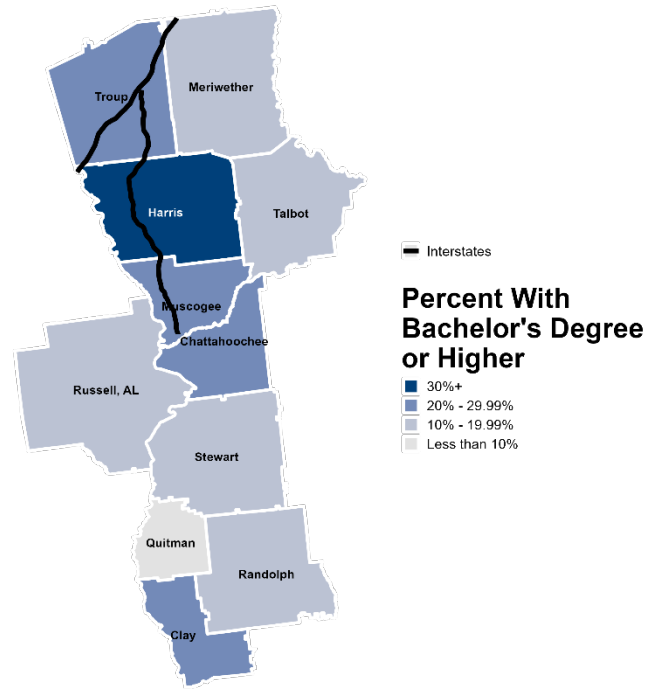 Troup
Meriwether
Harris
Talbot
Muscogee
Chattahoochee
Russell, AL
Stewart
Quitman
Randolph
Clay
Interstates
Percent With
Bachelor's Degree
or Higher
30%+
20% - 29.99%
10% - 19.99%
Less than 10%